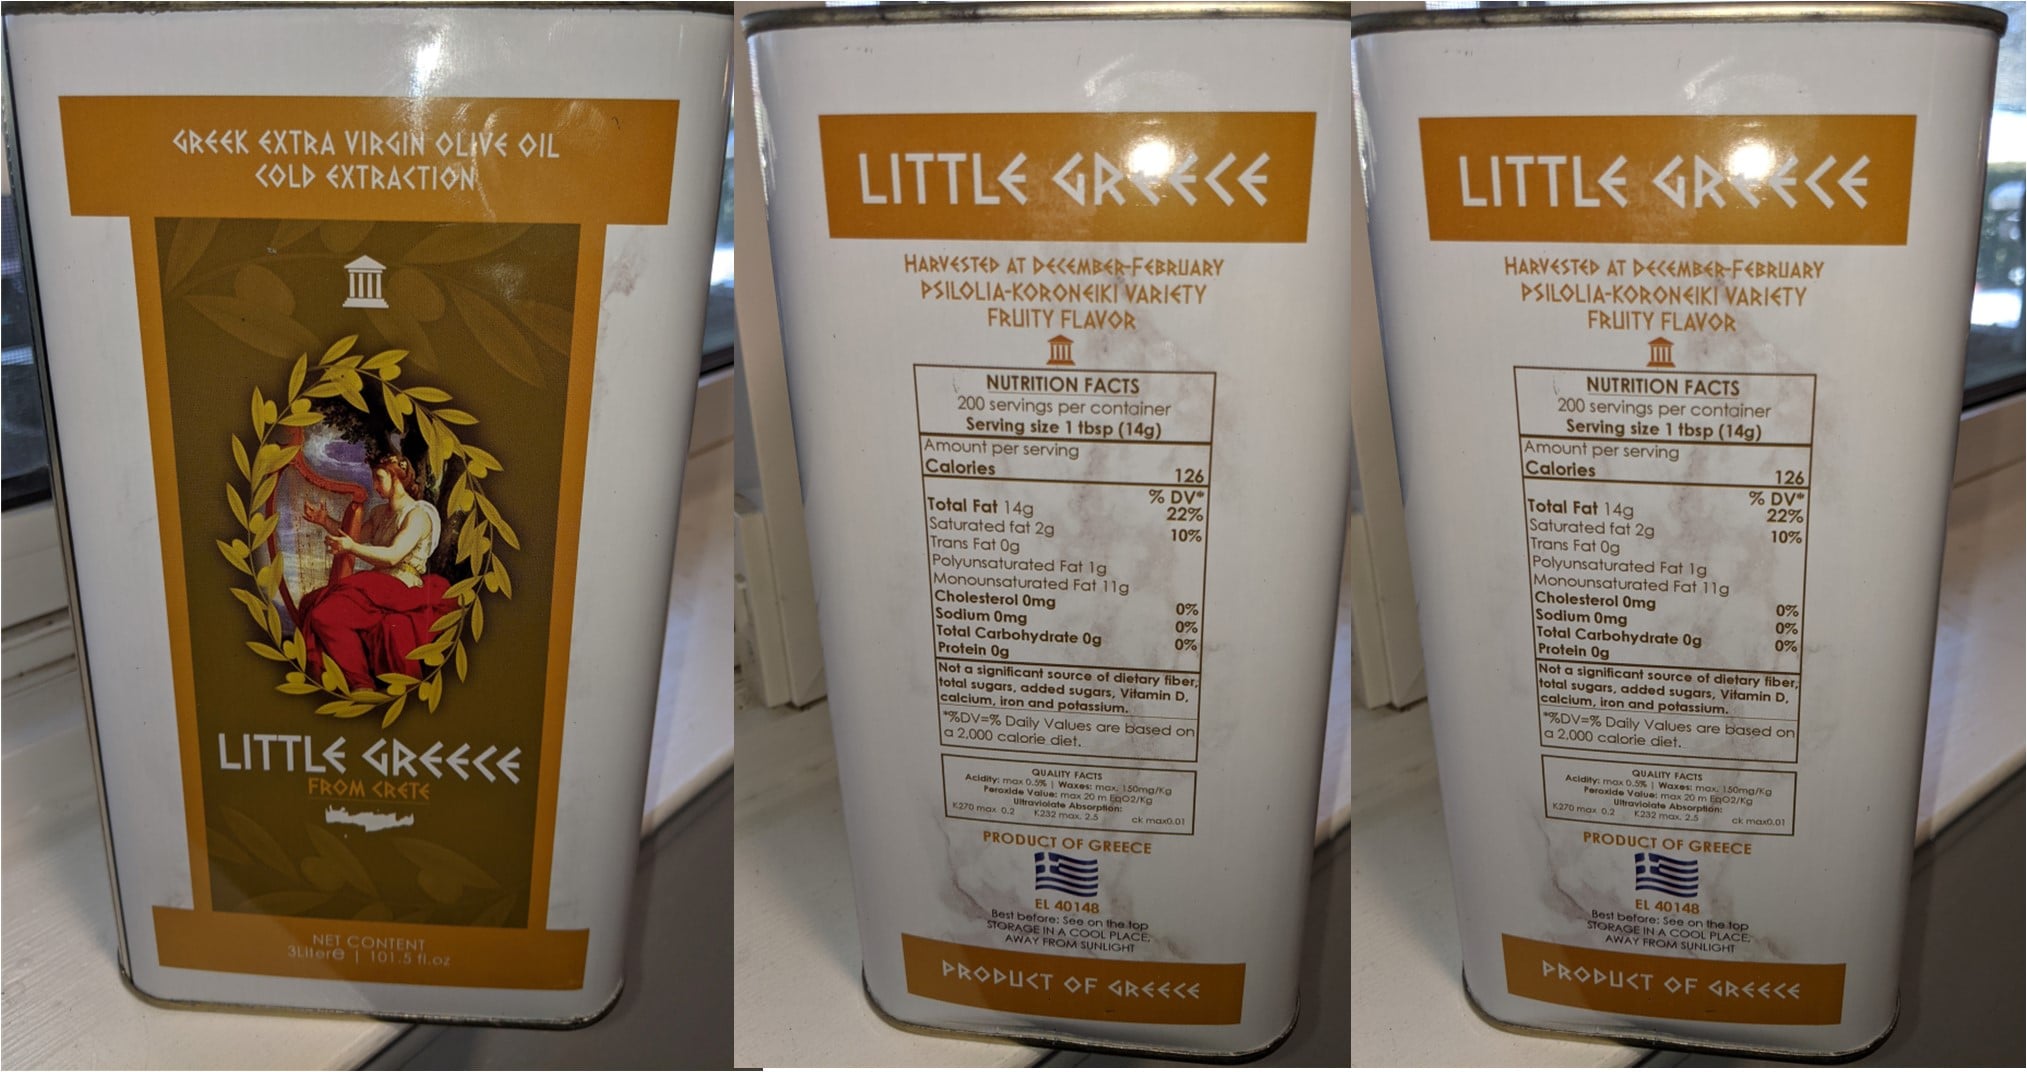 GREEK EXTRA VIRGIN OLIVE OIL
COLD EXTRACTION
LITTLE GREECE
FROM CRETE
NET CONTENT
3Litere | 101.5 fl.oz
LITTLE GREECE
HARVESTED AT DECEMBER-FEBRUARY
PSILOLIA-KORONEIKI VARIETY
FRUITY FLAVOR
NUTRITION FACTS
200 servings per container
Serving size 1 tbsp (14g)
Amount per serving
Calories 126
% DV*
Total Fat 14g 22%
Saturated fat 2g 10%
Trans Fat 0g
Polyunsaturated Fat 1g
Monounsaturated Fat 11g
Cholesterol 0mg 0%
Sodium 0mg 0%
Total Carbohydrate 0g 0%
Protein 0g
Not a significant source of dietary fiber,
total sugars, added sugars, Vitamin D,
calcium, iron and potassium.
*%DV=% Daily Values are based on
a 2,000 calorie diet.
QUALITY FACTS
Acidity: max 0.5% | Waxes: max. 150mg/Kg
Peroxide Value: max 20 m EqO2/Kg
Ultraviolate Absorption:
K270 max 0.2 K232 max. 2.5 ck max0.01
PRODUCT OF GREECE
EL 40148
Best before: See on the top
STORAGE IN A COOL PLACE,
AWAY FROM SUNLIGHT
PRODUCT OF GREECE
LITTLE GREECE
HARVESTED AT DECEMBER-FEBRUARY
PSILOLIA-KORONEIKI VARIETY
FRUITY FLAVOR
NUTRITION FACTS
200 servings per container
Serving size 1 tbsp (14g)
Amount per serving
Calories 126
% DV*
Total Fat 14g 22%
Saturated fat 2g 10%
Trans Fat 0g
Polyunsaturated Fat 1g
Monounsaturated Fat 11g
Cholesterol 0mg 0%
Sodium 0mg 0%
Total Carbohydrate 0g 0%
Protein 0g
Not a significant source of dietary fiber,
total sugars, added sugars, Vitamin D,
calcium, iron and potassium.
*%DV=% Daily Values are based on
a 2,000 calorie diet.
QUALITY FACTS
Acidity: max 0.5% | Waxes: max. 150mg/Kg
Peroxide Value: max 20 m EqO2/Kg
Ultraviolate Absorption:
K270 max 0.2 K232 max. 2.5 ck max0.01
PRODUCT OF GREECE
EL 40148
Best before: See on the top
STORAGE IN A COOL PLACE,
AWAY FROM SUNLIGHT
PRODUCT OF GREECE